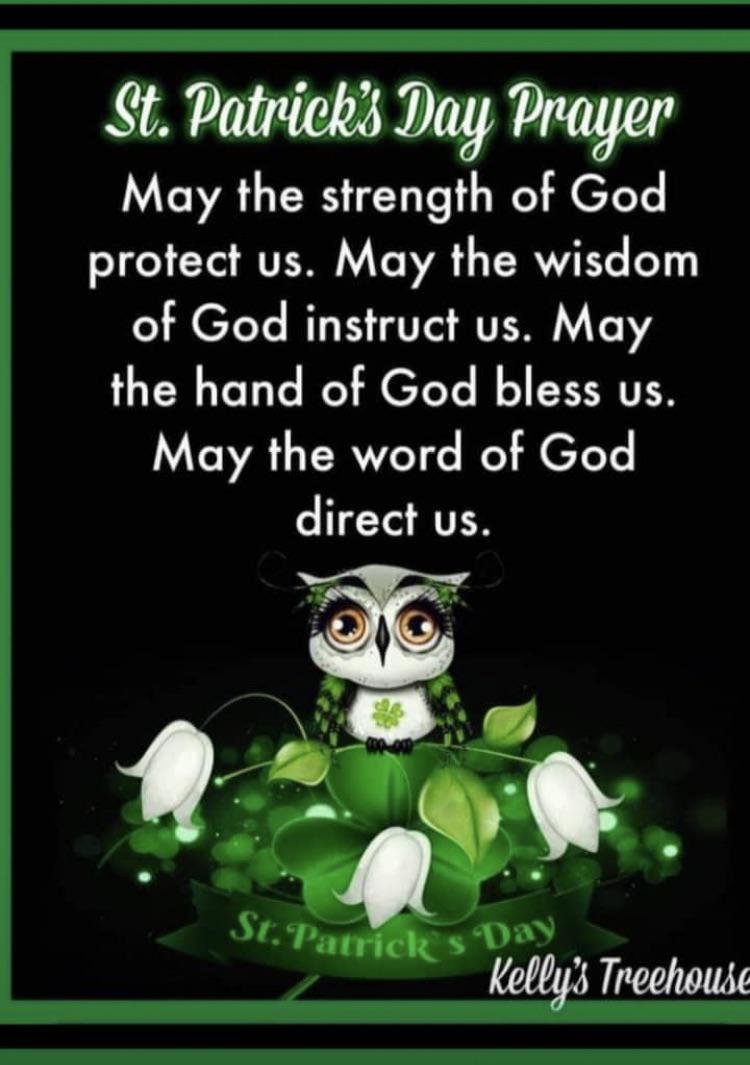 St. Patrick's Day Prayer
May the strength of God
protect us. May the wisdom
of God instruct us. May
the hand of God bless us.
May the word of God
direct us.
St. Patrick`s Day
Kelly's Treehouse